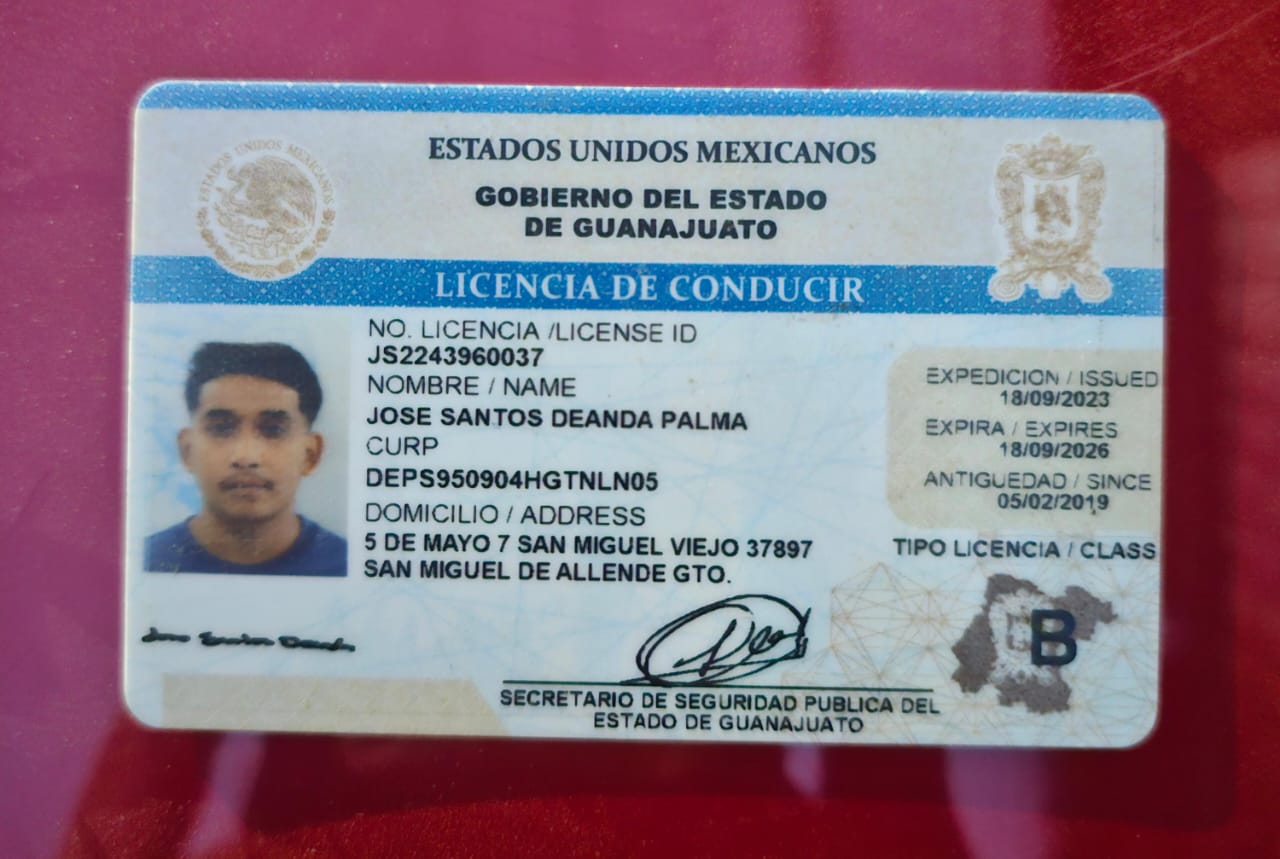 ESTADOS UNIDOS MEXICANOS
GOBIERNO DEL ESTADO
DE GUANAJUATO
LICENCIA DE CONDUCIR
ESTADOS UNIDOS MEXICANOS
NO. LICENCIA /LICENSE ID
JS2243960037
NOMBRE / NAME
JOSE SANTOS DEANDA PALMA
CURP
DEPS950904HGTNLN05
DOMICILIO / ADDRESS
5 DE MAYO 7 SAN MIGUEL VIEJO 37897
SAN MIGUEL DE ALLENDE GTO.
EXPEDICION / ISSUED
18/09/2023
EXPIRA / EXPIRES
18/09/2026
ANTIGUEDAD / SINCE
05/02/2019
TIPO LICENCIA / CLASS
B
SECRETARIO DE SEGURIDAD PUBLICA DEL
ESTADO DE GUANAJUATO